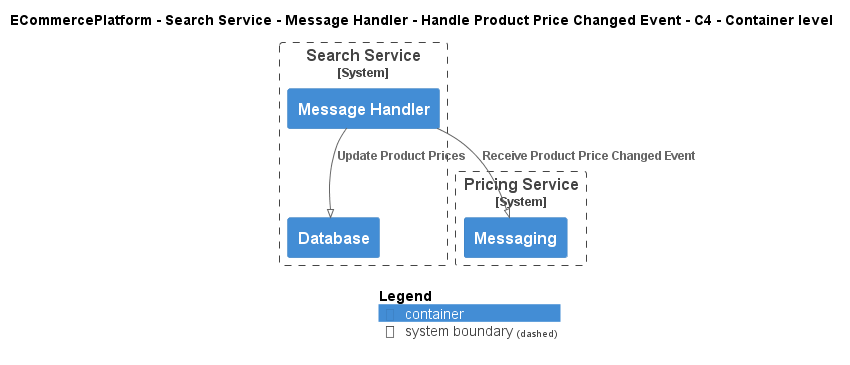 ECommercePlatform - Search Service - Message Handler - Handle Product Price Changed Event - C4 - Container level
Search Service
[System]
Message Handler
Update Product Prices
Receive Product Price Changed Event
Pricing Service
[System]
Database
Messaging
Legend
container
system boundary (dashed)